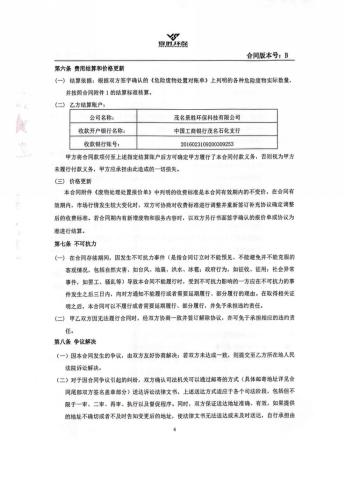 景胜环保
合同版本号：B
第六条 费用结算和价格更新
（一） 结算依据：根据双方签字确认的《危险废物处置对账单》上列明的各种危险废物实际数量，
并按照合同附件 1 的结算标准核算。
（二） 乙方结算账户：
公司名称： 茂名景胜环保科技有限公司
收款开户银行名称： 中国工商银行茂名石化支行
收款银行账号： 2016023109200309253
甲方将合同款项付至上述指定结算账户后方可确定甲方履行了本合同付款义务，否则视为甲方
未履行付款义务，甲方应承担由此造成的一切损失。
（三） 价格更新
本合同附件《废物处理处置报价单》中列明的收费标准是本合同有效期内的不变价。在合同有
效期内，市场行情发生较大变化时，双方可协商对收费标准进行调整并重新签订补充协议确定调整
后的收费标准。若合同期内有新增废物和服务内容时，以双方另行书面签字确认的报价单或协议为
准进行结算。
第七条 不可抗力
（一） 在合同存续期间，因发生不可抗力事件（是指合同订立时不能预见、不能避免并不能克服的
客观情况，包括自然灾害，如台风、地震、洪水、冰雹；政府行为，如征收、征用；社会异常
事件，如罢工、骚乱等）导致本合同不能履行时，受到不可抗力影响的一方应在不可抗力的事
件发生之后三日内，向对方通知不能履行或者需要延期履行、部分履行的理由。在取得相关证
明之后，本合同可以不履行或者需要延期履行、部分履行，并免予承担违约责任。
（二） 甲乙双方因无法履行合同时，经双方协商一致并签订解除协议，亦可免于承担相应的违约责
任。
第八条 争议解决
（一）因本合同发生的争议，由双方友好协商解决；若双方未达成一致，则提交至乙方所在地人民
法院诉讼解决。
（二）对于因合同争议引起的纠纷，双方确认司法机关可以通过邮寄的方式（具体邮寄地址详见合
同尾部双方签名盖章部分）送达诉讼法律文书，上述送达方式适应于各个司法阶段，包括但不
限于一审、二审、再审、执行以及督促程序。同时，双方保证送达地址准确、有效，如果提供
的地址不确切或者不及时告知变更后的地址，使法律文书无法送达或未及时送达，自行承担由
4